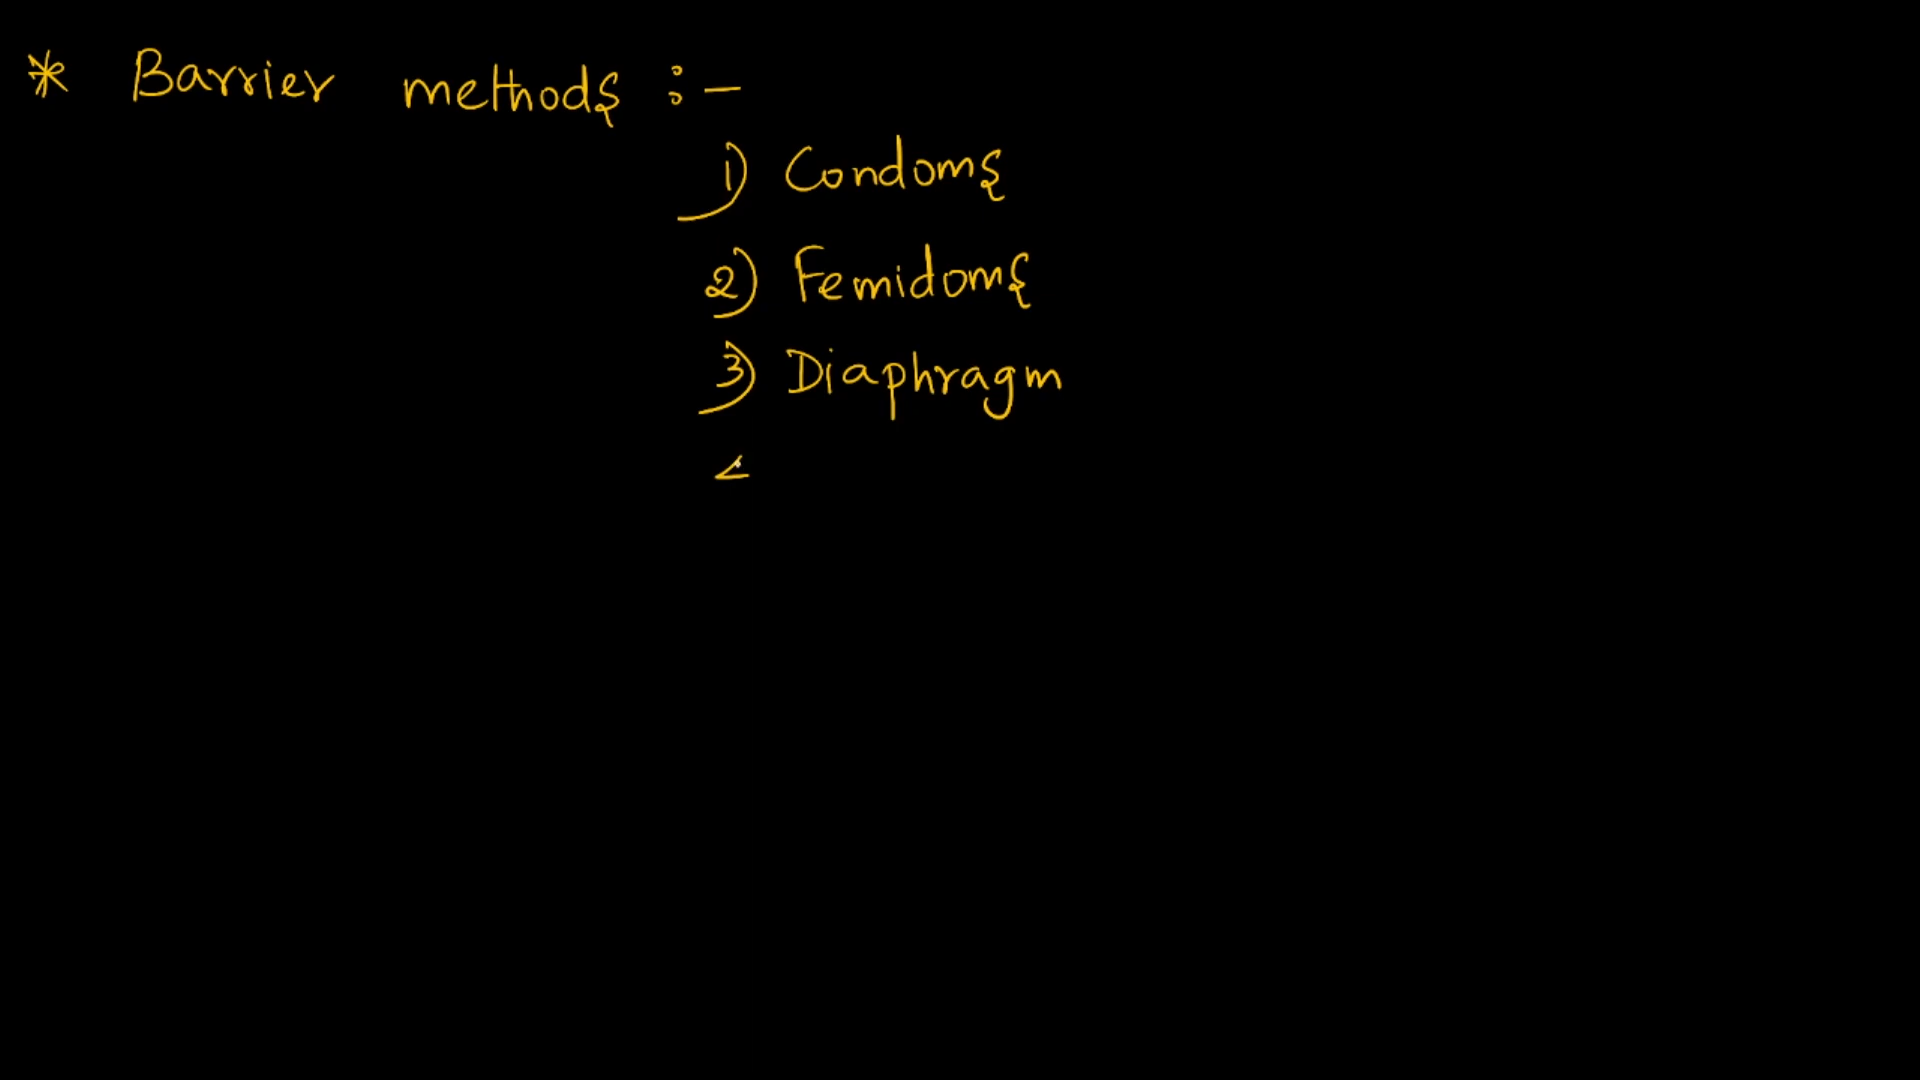 * Barrier methods :-
1) Condoms
2) Femidoms
3) Diaphragm